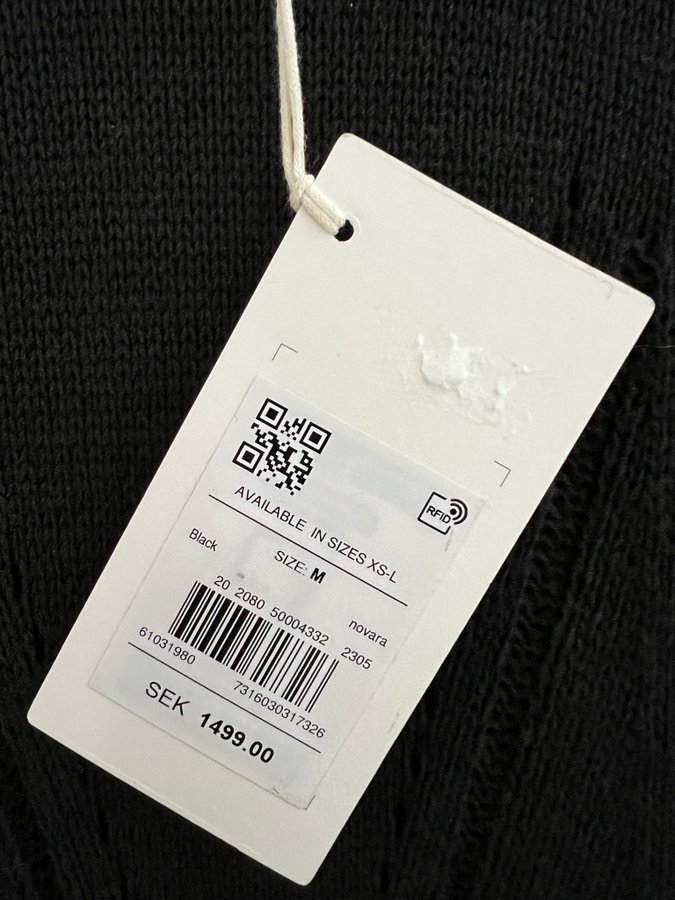 RFID
AVAILABLE IN SIZES XS-L
Black SIZE: M
novara
20 2080 50004332 2305
61031980 7316030317326
SEK 1499.00